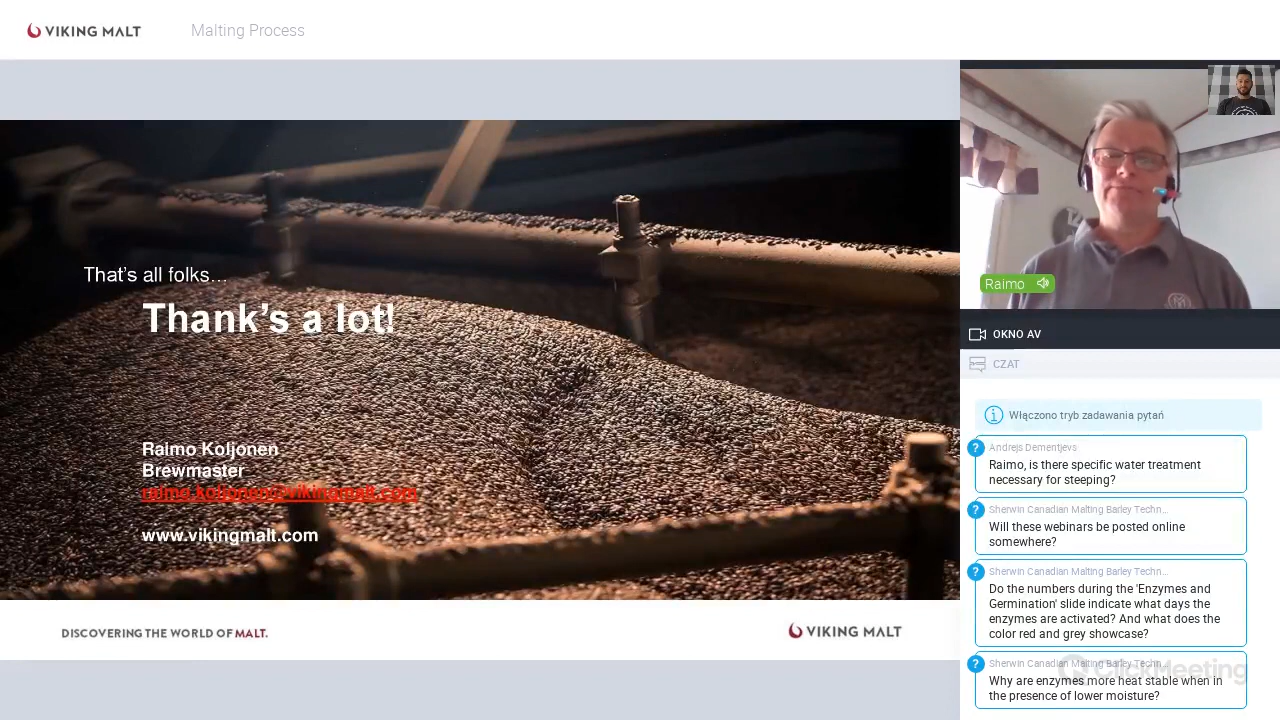 VIKING MALT
Malting Process
That's all folks...
Thank's a lot!
Raimo Koljonen
Brewmaster
raimo.koljonen@vikingmalt.com
www.vikingmalt.com
DISCOVERING THE WORLD OF MALT.
VIKING MALT
Raimo
OKNO AV
CZAT
Włączono tryb zadawania pytań
Andrejs Dementjevs
Raimo, is there specific water treatment
necessary for steeping?
Sherwin Canadian Malting Barley Techn...
Will these webinars be posted online
somewhere?
Sherwin Canadian Malting Barley Techn...
Do the numbers during the 'Enzymes and
Germination' slide indicate what days the
enzymes are activated? And what does the
color red and grey showcase?
Sherwin Canadian Malting Barley Techn...
Why are enzymes more heat stable when in
the presence of lower moisture?
ClickMeeting